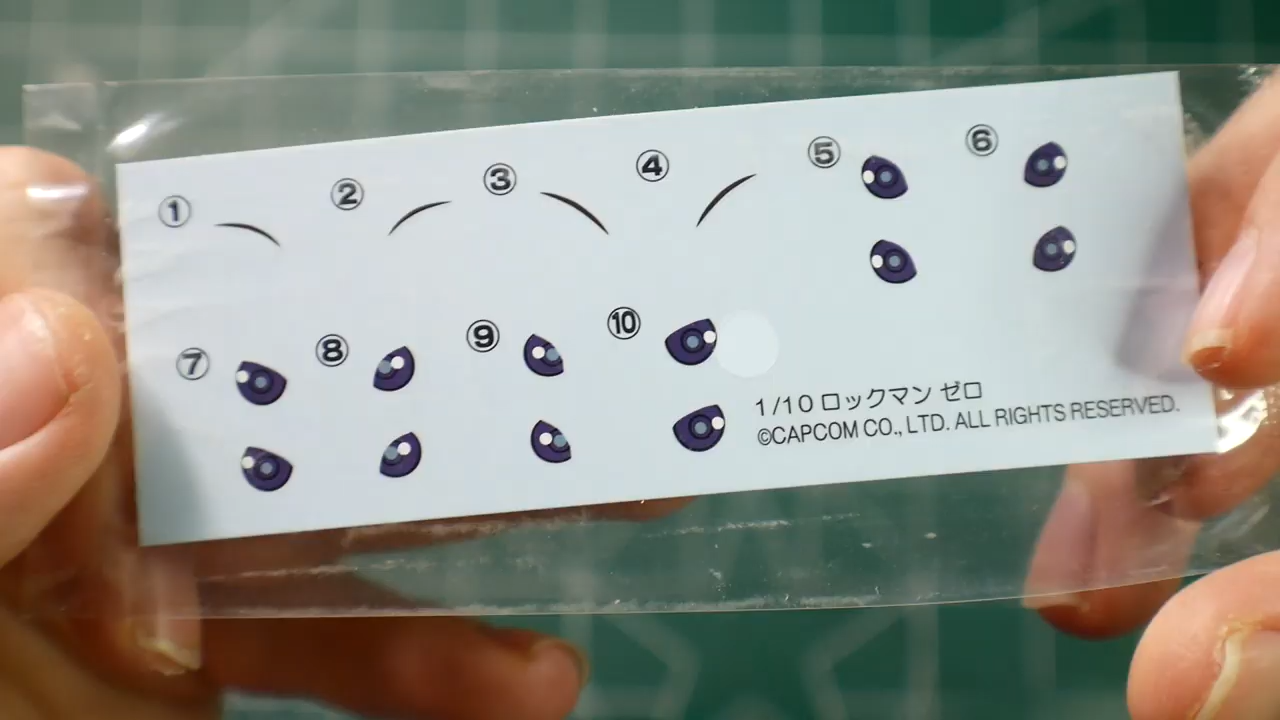 ① ② ③ ④ ⑤ ⑥
⑦ ⑧ ⑨ ⑩
1/10 ロックマン ゼロ
©CAPCOM CO., LTD. ALL RIGHTS RESERVED.